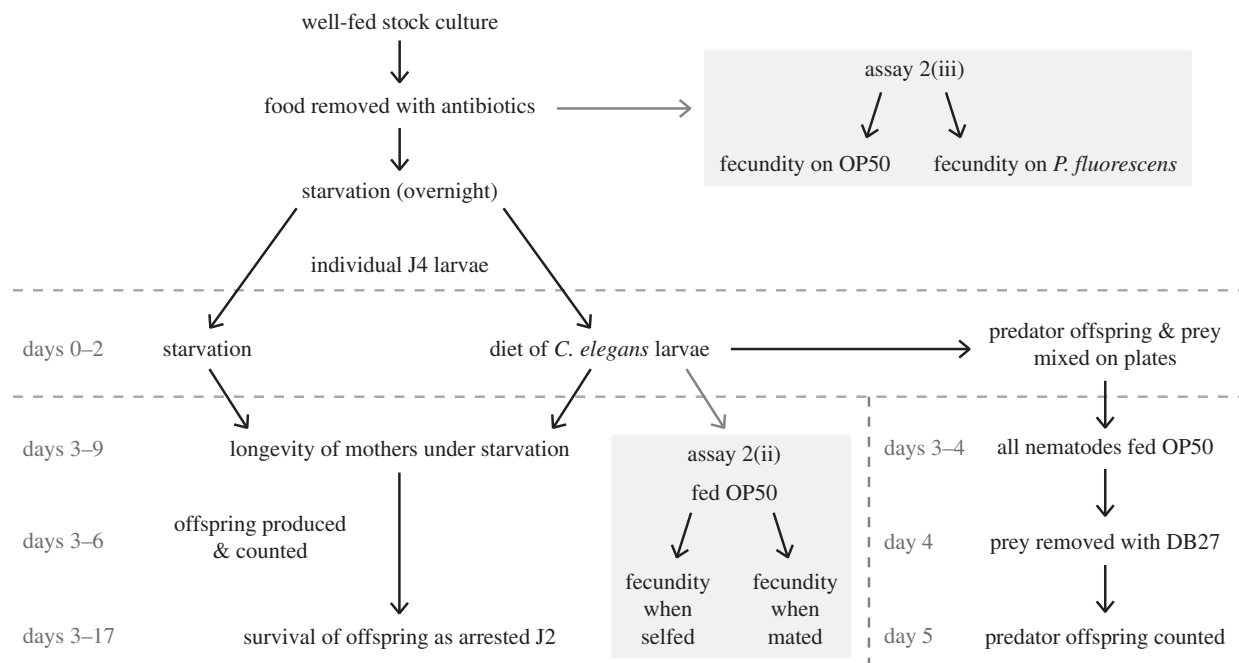 well-fed stock culture
food removed with antibiotics
assay 2(iii)
fecundity on OP50
fecundity on P. fluorescens
starvation (overnight)
individual J4 larvae
days 0–2
starvation
diet of C. elegans larvae
predator offspring & prey
mixed on plates
days 3–9
longevity of mothers under starvation
assay 2(ii)
fed OP50
days 3–4
all nematodes fed OP50
days 3–6
offspring produced
& counted
fecundity
when
selfed
fecundity
when
mated
day 4
prey removed with DB27
days 3–17
survival of offspring as arrested J2
day 5
predator offspring counted